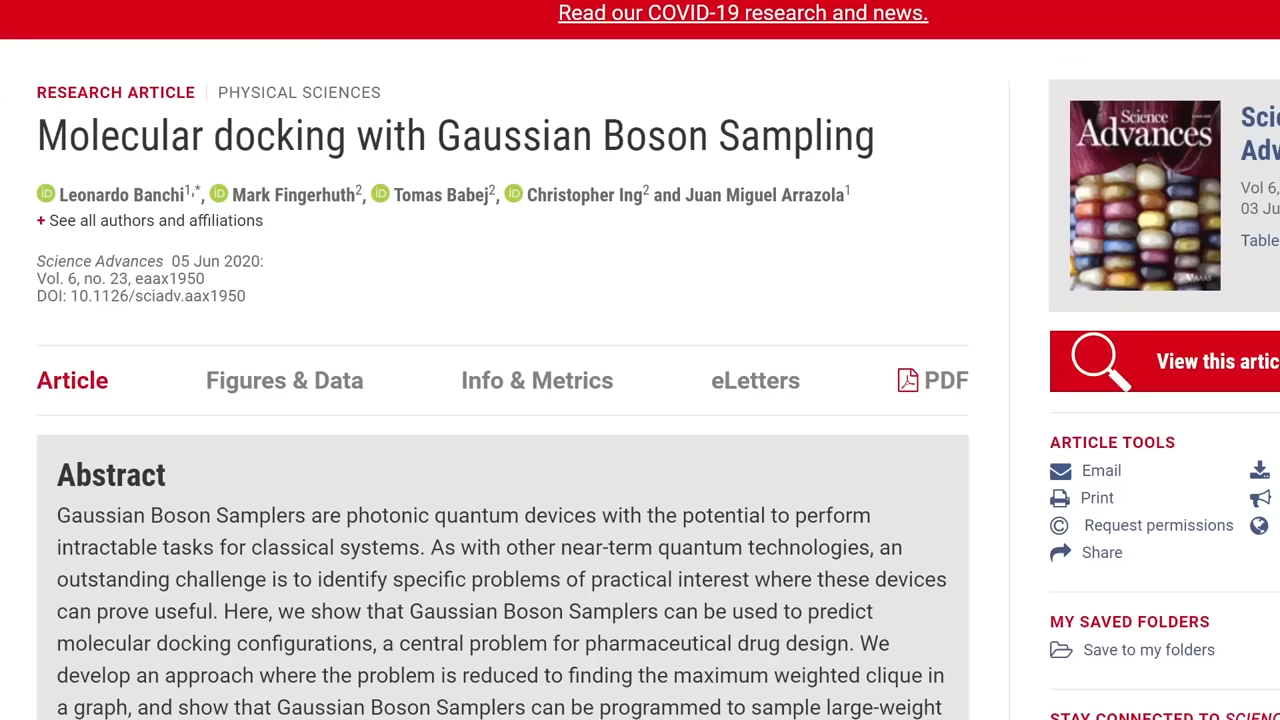 Read our COVID-19 research and news.
RESEARCH ARTICLE PHYSICAL SCIENCES
Molecular docking with Gaussian Boson Sampling
iD Leonardo Banchi1,*, iD Mark Fingerhuth2, iD Tomas Babej2, iD Christopher Ing2 and Juan Miguel Arrazola1
+ See all authors and affiliations
Science Advances 05 Jun 2020:
Vol. 6, no. 23, eaax1950
DOI: 10.1126/sciadv.aax1950
Article Figures & Data Info & Metrics eLetters PDF
Abstract
Gaussian Boson Samplers are photonic quantum devices with the potential to perform
intractable tasks for classical systems. As with other near-term quantum technologies, an
outstanding challenge is to identify specific problems of practical interest where these devices
can prove useful. Here, we show that Gaussian Boson Samplers can be used to predict
molecular docking configurations, a central problem for pharmaceutical drug design. We
develop an approach where the problem is reduced to finding the maximum weighted clique in
a graph, and show that Gaussian Boson Samplers can be programmed to sample large-weight
Science
Advances
Vol 6,
Table
View this
ARTICLE TOOLS
Email
Print
© Request permissions
Share
MY SAVED FOLDERS
Save to my folders
STAY CONNECTED TO